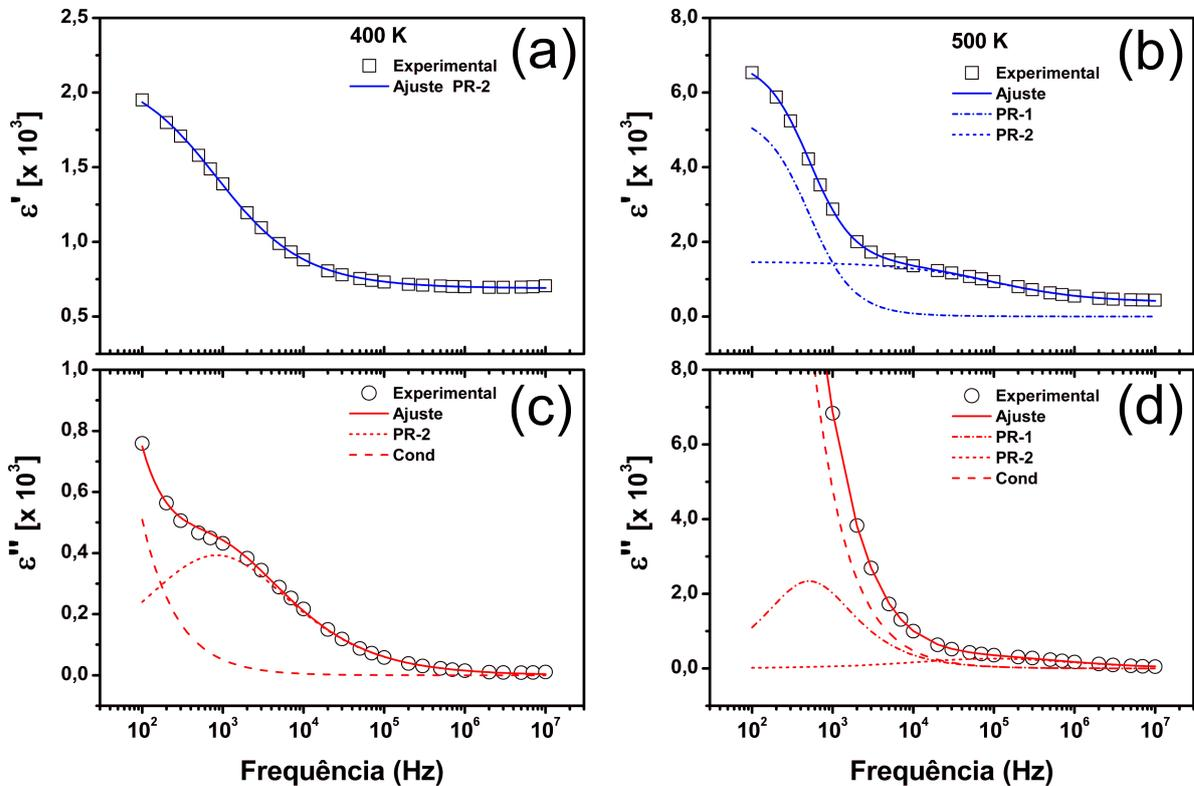 2,5
2,0
1,5
1,0
0,5
ε' [x 10³]
400 K
(a)
Experimental
Ajuste PR-2
8,0
6,0
4,0
2,0
0,0
ε' [x 10³]
500 K
(b)
Experimental
Ajuste
PR-1
PR-2
1,0
0,8
0,6
0,4
0,2
0,0
ε" [x 10³]
(c)
Experimental
Ajuste
PR-2
Cond
10² 10³ 10⁴ 10⁵ 10⁶ 10⁷
Frequência (Hz)
8,0
6,0
4,0
2,0
0,0
ε" [x 10³]
(d)
Experimental
Ajuste
PR-1
PR-2
Cond
10² 10³ 10⁴ 10⁵ 10⁶ 10⁷
Frequência (Hz)